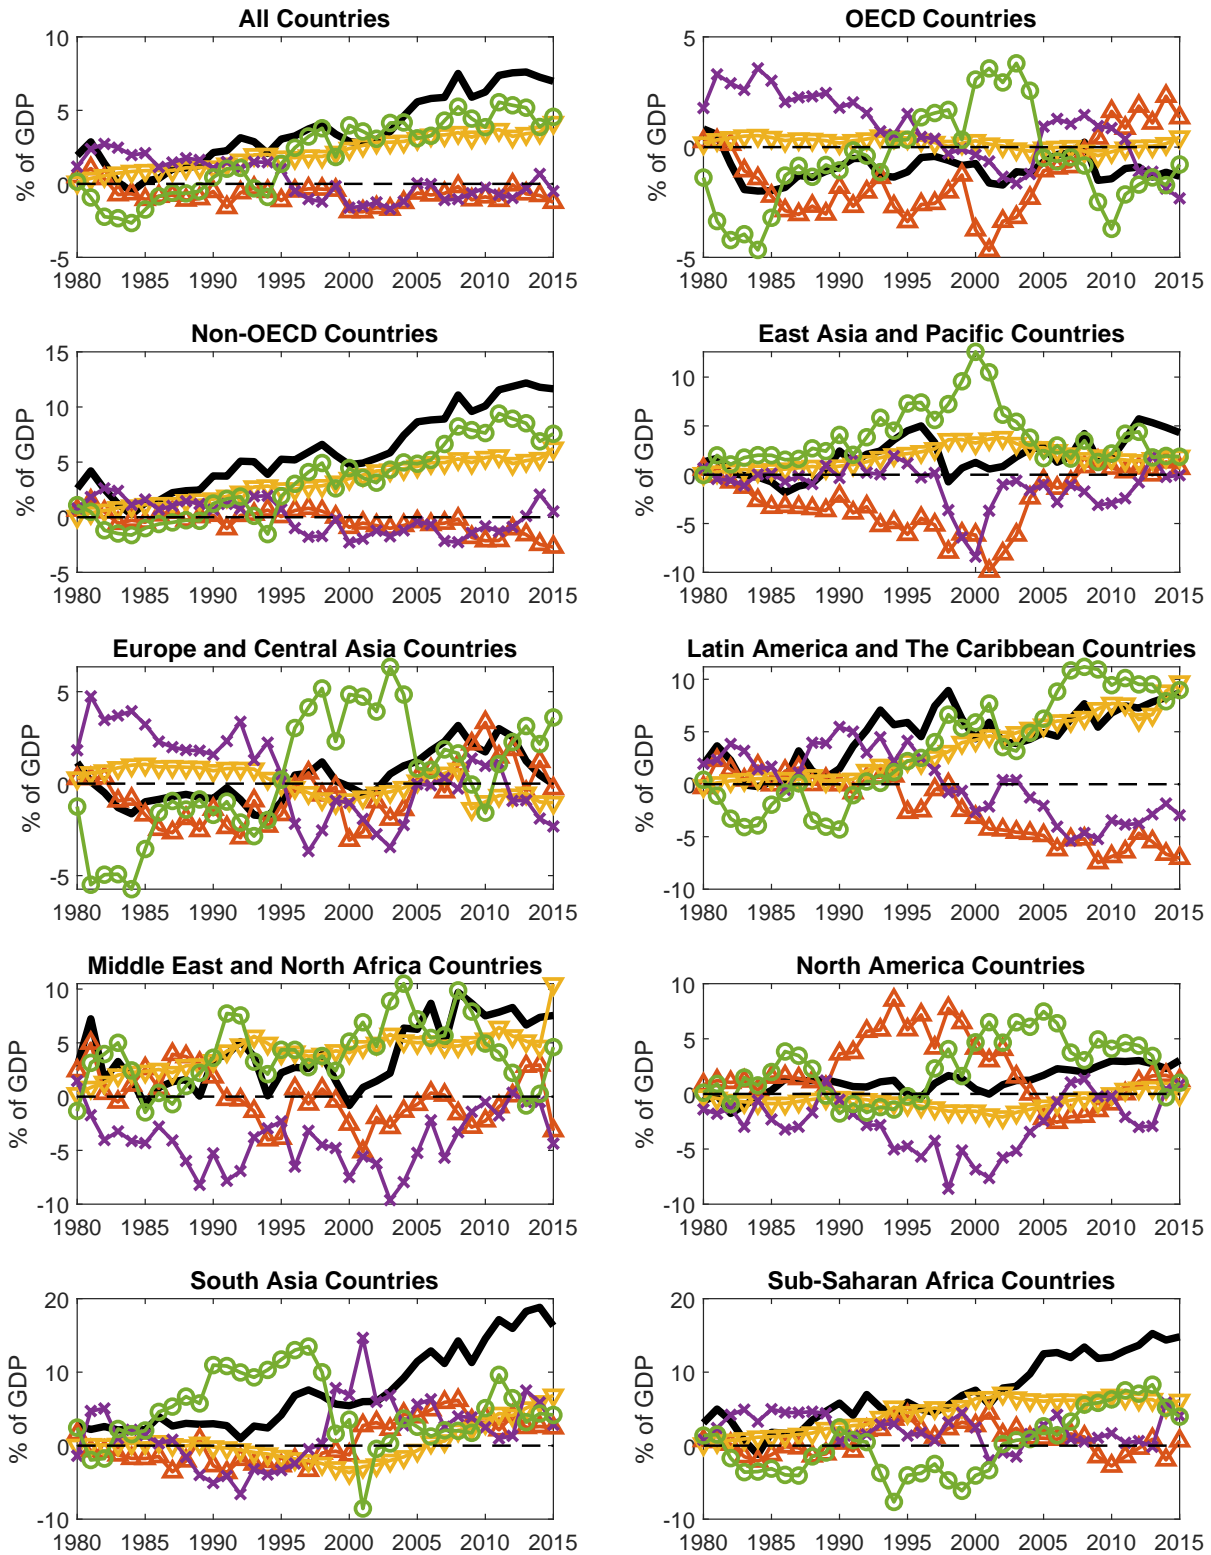 All Countries
% of GDP
10
5
0
-5
1980 1985 1990 1995 2000 2005 2010 2015
OECD Countries
% of GDP
5
0
-5
1980 1985 1990 1995 2000 2005 2010 2015
Non-OECD Countries
% of GDP
15
10
5
0
-5
1980 1985 1990 1995 2000 2005 2010 2015
East Asia and Pacific Countries
% of GDP
10
5
0
-5
-10
1980 1985 1990 1995 2000 2005 2010 2015
Europe and Central Asia Countries
% of GDP
5
0
-5
1980 1985 1990 1995 2000 2005 2010 2015
Latin America and The Caribbean Countries
% of GDP
10
5
0
-5
-10
1980 1985 1990 1995 2000 2005 2010 2015
Middle East and North Africa Countries
% of GDP
10
5
0
-5
-10
1980 1985 1990 1995 2000 2005 2010 2015
North America Countries
% of GDP
10
5
0
-5
-10
1980 1985 1990 1995 2000 2005 2010 2015
South Asia Countries
% of GDP
20
10
0
-10
1980 1985 1990 1995 2000 2005 2010 2015
Sub-Saharan Africa Countries
% of GDP
20
10
0
-10
1980 1985 1990 1995 2000 2005 2010 2015